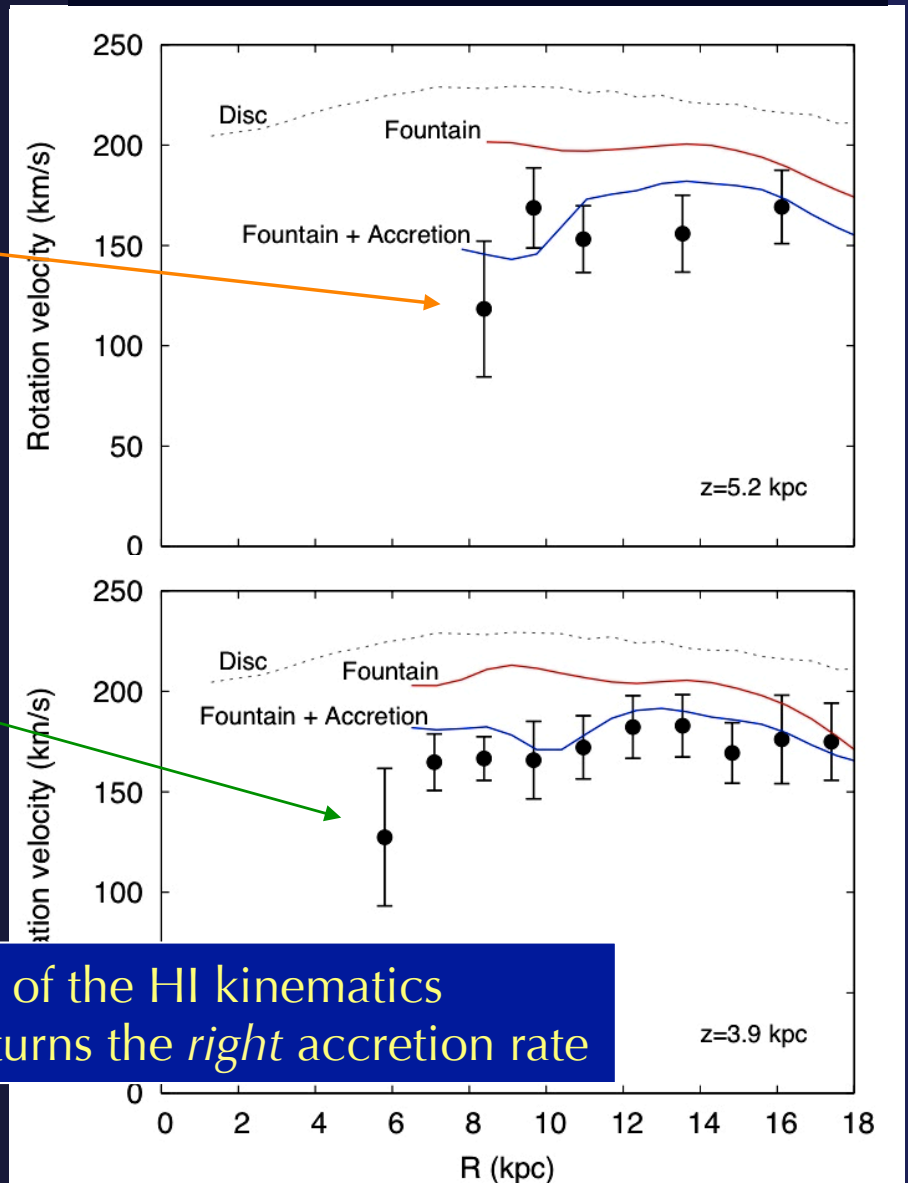 250
200
150
100
50
0
Rotation velocity (km/s)
Disc
Fountain
Fountain + Accretion
z=5.2 kpc
250
200
150
100
0
velocity (km/s)
Disc
Fountain
Fountain + Accretion
of the HI kinematics
the right accretion rate
z=3.9 kpc
0 2 4 6 8 10 12 14 16 18
R (kpc)